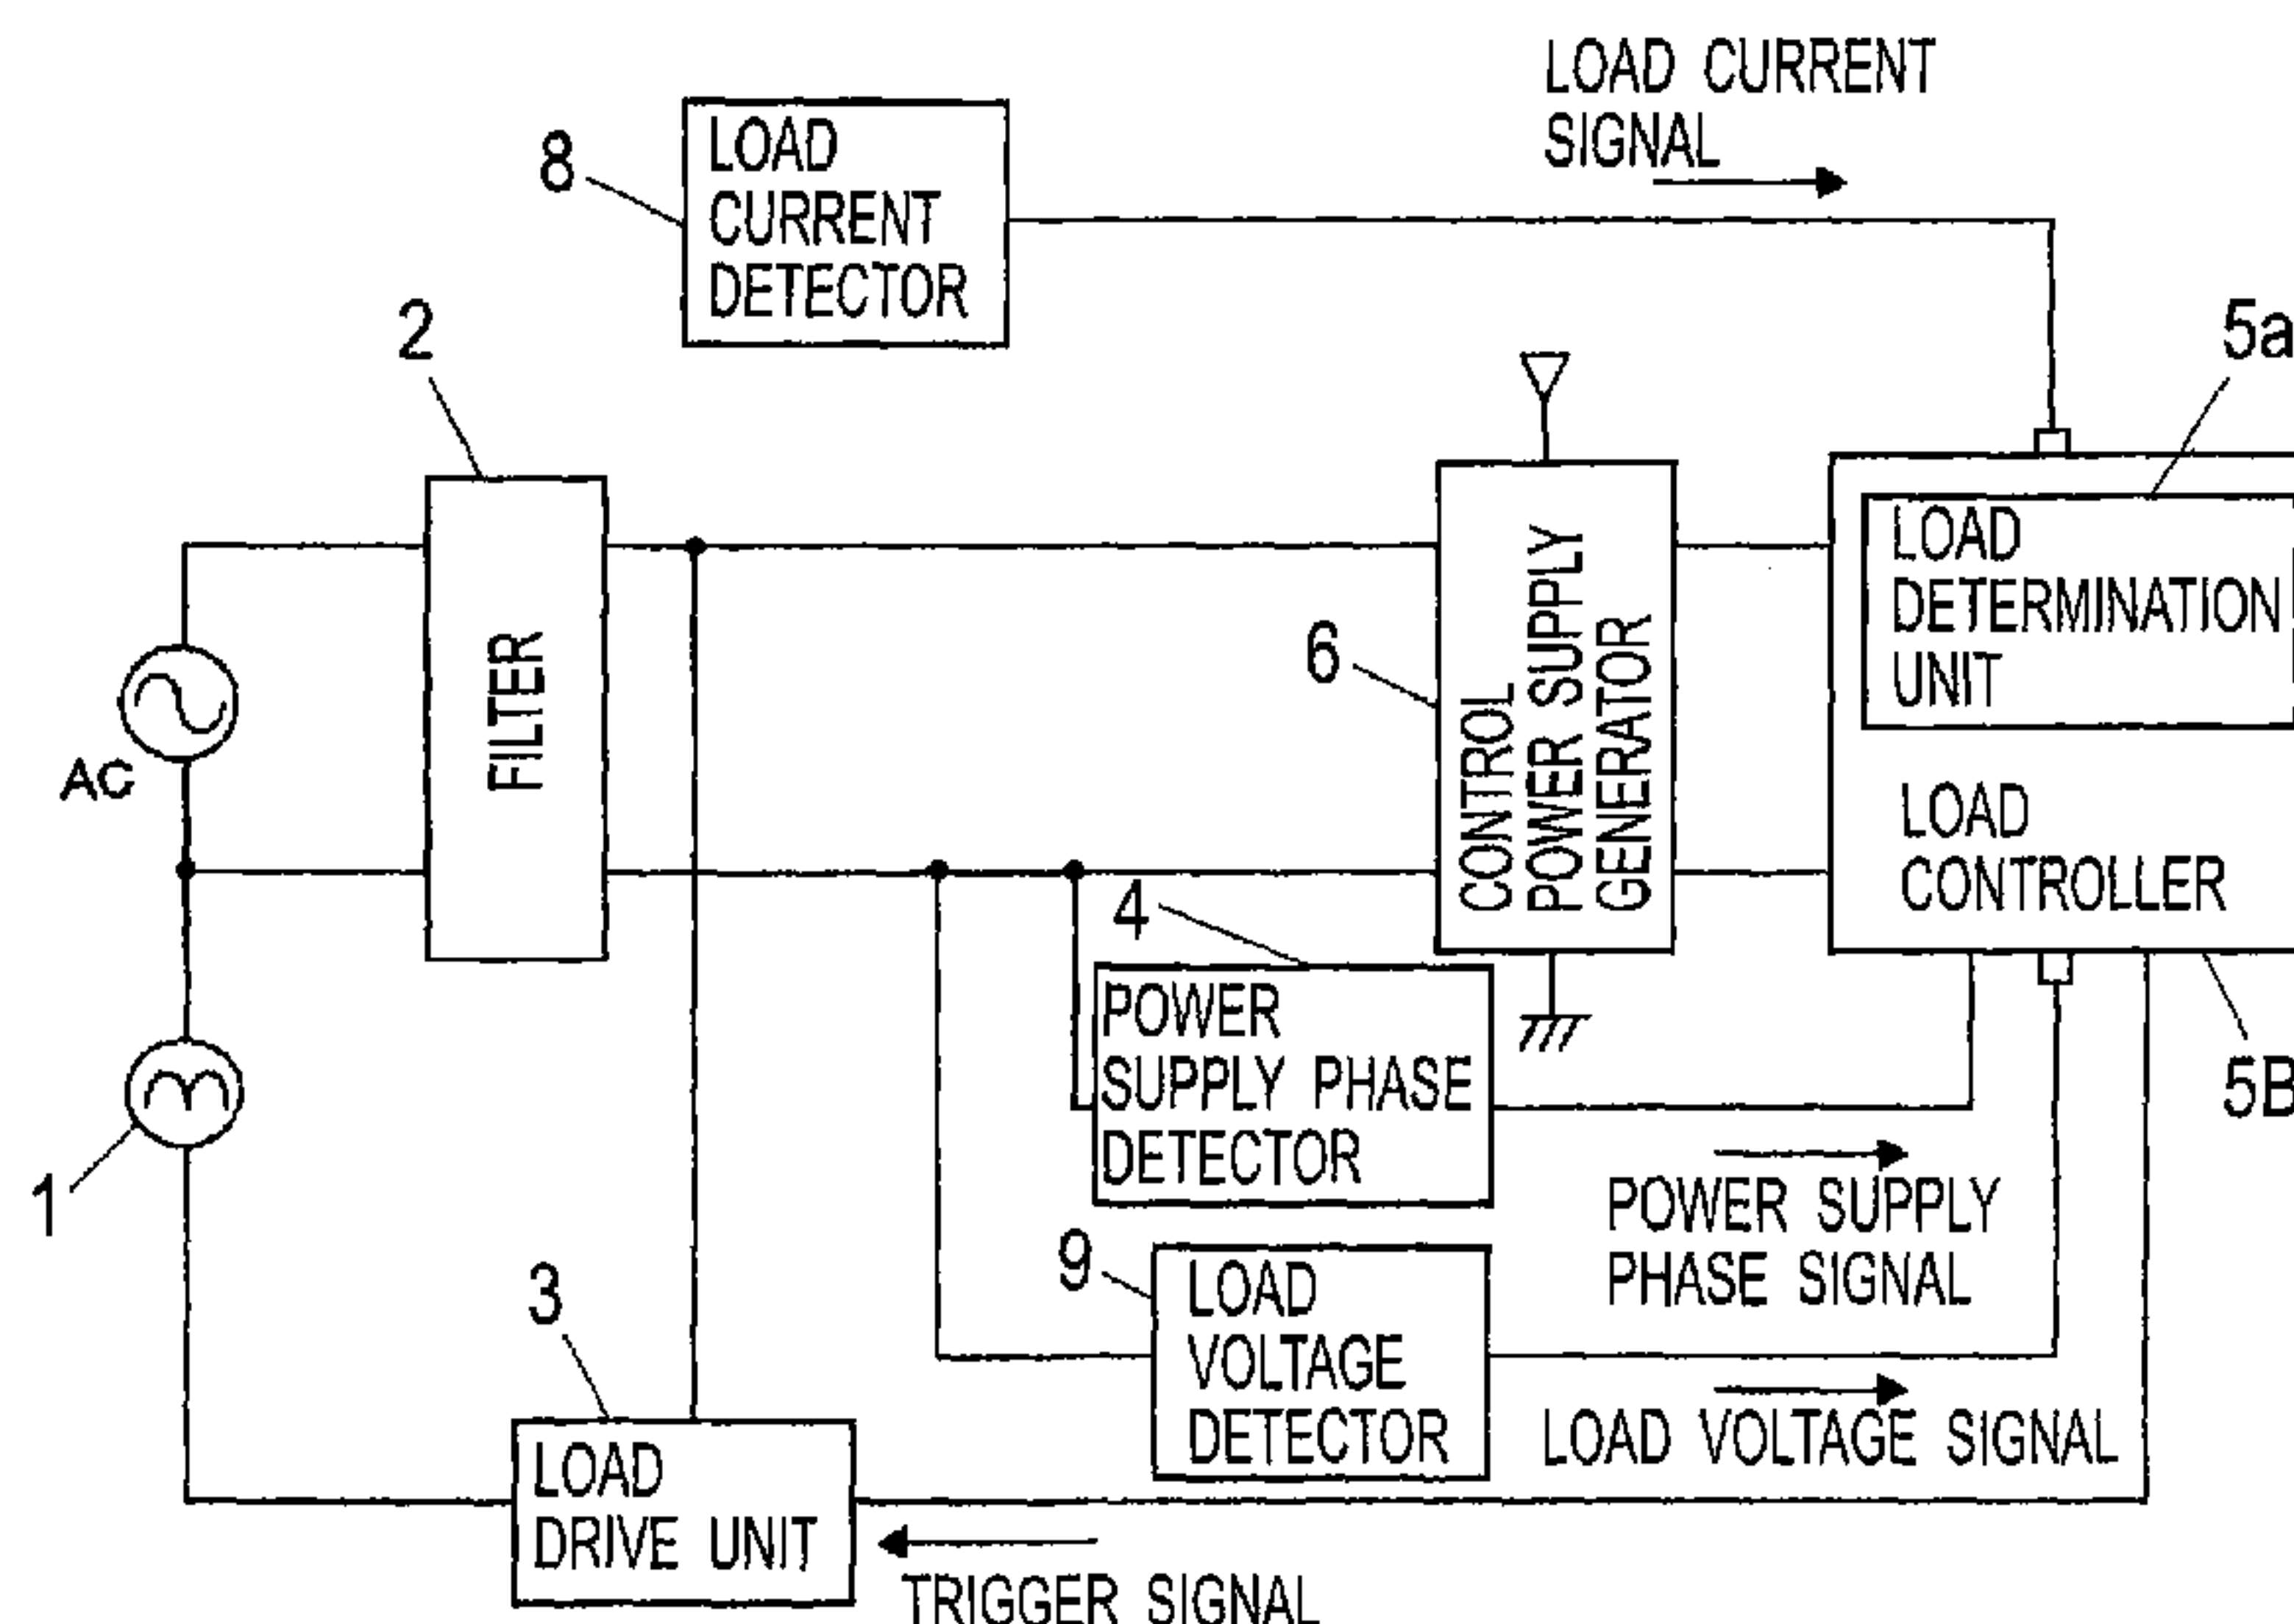 LOAD CURRENT
SIGNAL
8
LOAD
CURRENT
DETECTOR
2
5a
FILTER
6
CONTROL
POWER SUPPLY
GENERATOR
LOAD
DETERMINATION
UNIT
AC
LOAD
CONTROLLER
4
POWER
SUPPLY PHASE
DETECTOR
5B
1
POWER SUPPLY
PHASE SIGNAL
9
LOAD
VOLTAGE
DETECTOR
3
LOAD VOLTAGE SIGNAL
LOAD
DRIVE UNIT
TRIGGER SIGNAL